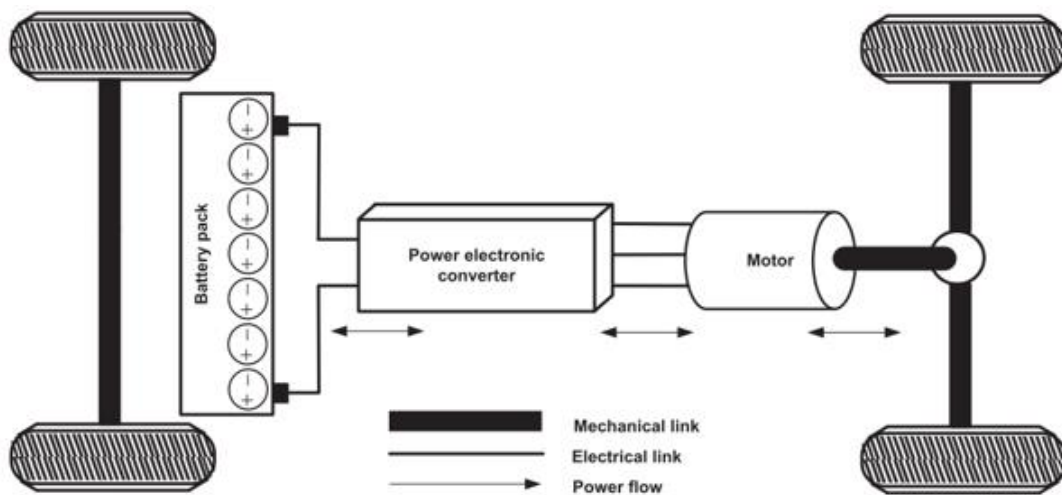 Battery pack
Power electronic
converter
Motor
Mechanical link
Electrical link
Power flow